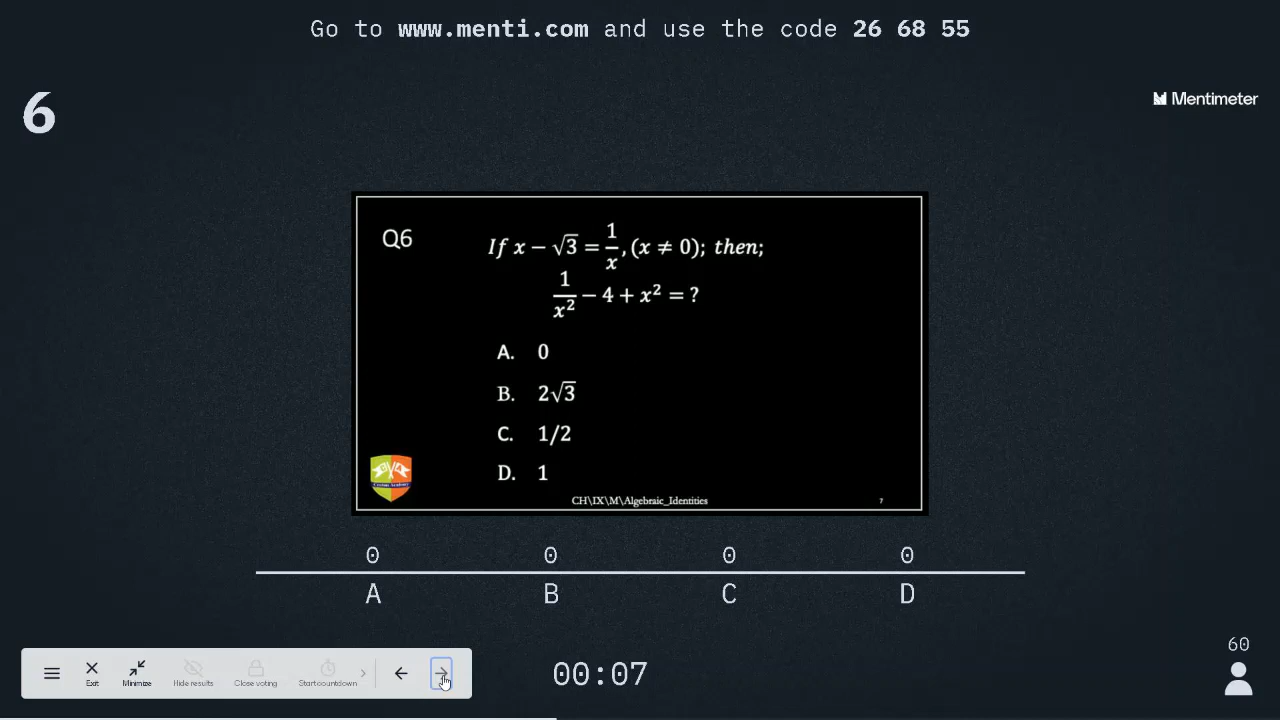 Go to www.menti.com and use the code 26 68 55
6
Mentimeter
Q6
If x − √3 = 1/x, (x ≠ 0); then;
1/x² − 4 + x² = ?
A. 0
B. 2√3
C. 1/2
D. 1
CH\IX\M\Algebraic_Identities
7
0 0 0 0
A B C D
60
Exit Minimize Hide results Close voting Start countdown
00:07